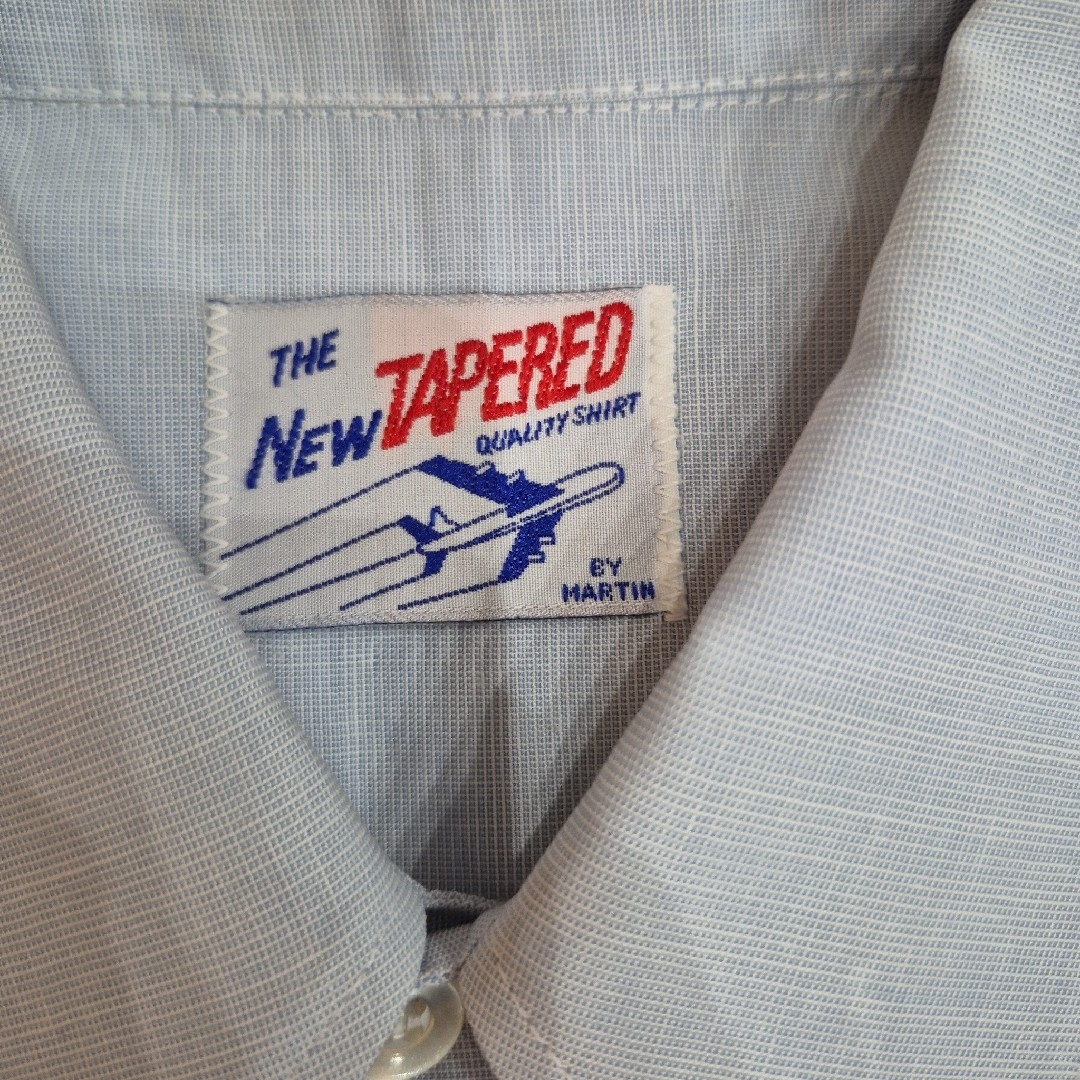 THE
NEW TAPERED
QUALITY SHIRT
BY
MARTIN